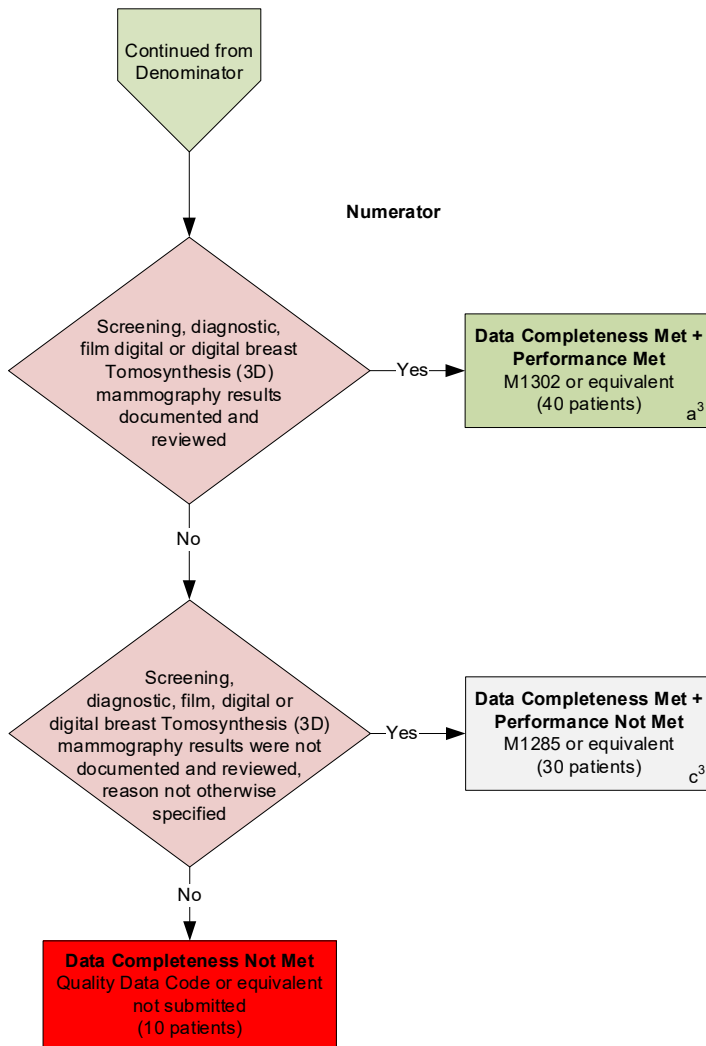 Continued from
Denominator
Numerator
Screening, diagnostic,
film digital or digital breast
Tomosynthesis (3D)
mammography results
documented and
reviewed
Yes
Data Completeness Met +
Performance Met
M1302 or equivalent
(40 patients)
a³
No
Screening,
diagnostic, film, digital or
digital breast Tomosynthesis (3D)
mammography results were not
documented and reviewed,
reason not otherwise
specified
Yes
Data Completeness Met +
Performance Not Met
M1285 or equivalent
(30 patients)
c³
No
Data Completeness Not Met
Quality Data Code or equivalent
not submitted
(10 patients)